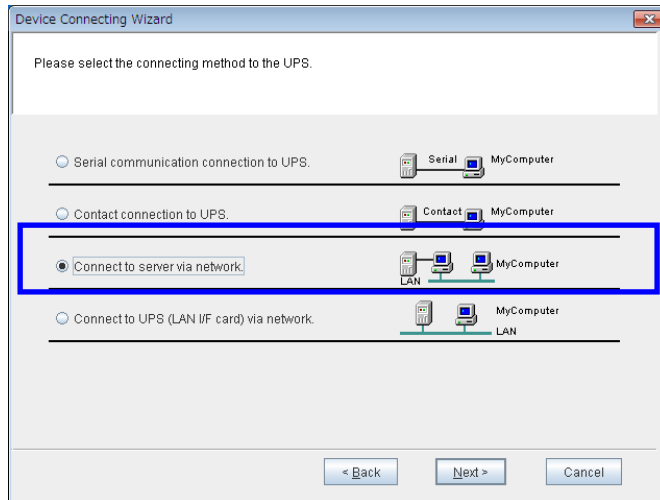 Device Connecting Wizard
Please select the connecting method to the UPS.
Serial communication connection to UPS.
Serial
MyComputer
Contact connection to UPS.
Contact
MyComputer
Connect to server via network.
MyComputer
LAN
Connect to UPS (LAN I/F card) via network.
MyComputer
LAN
< Back
Next >
Cancel